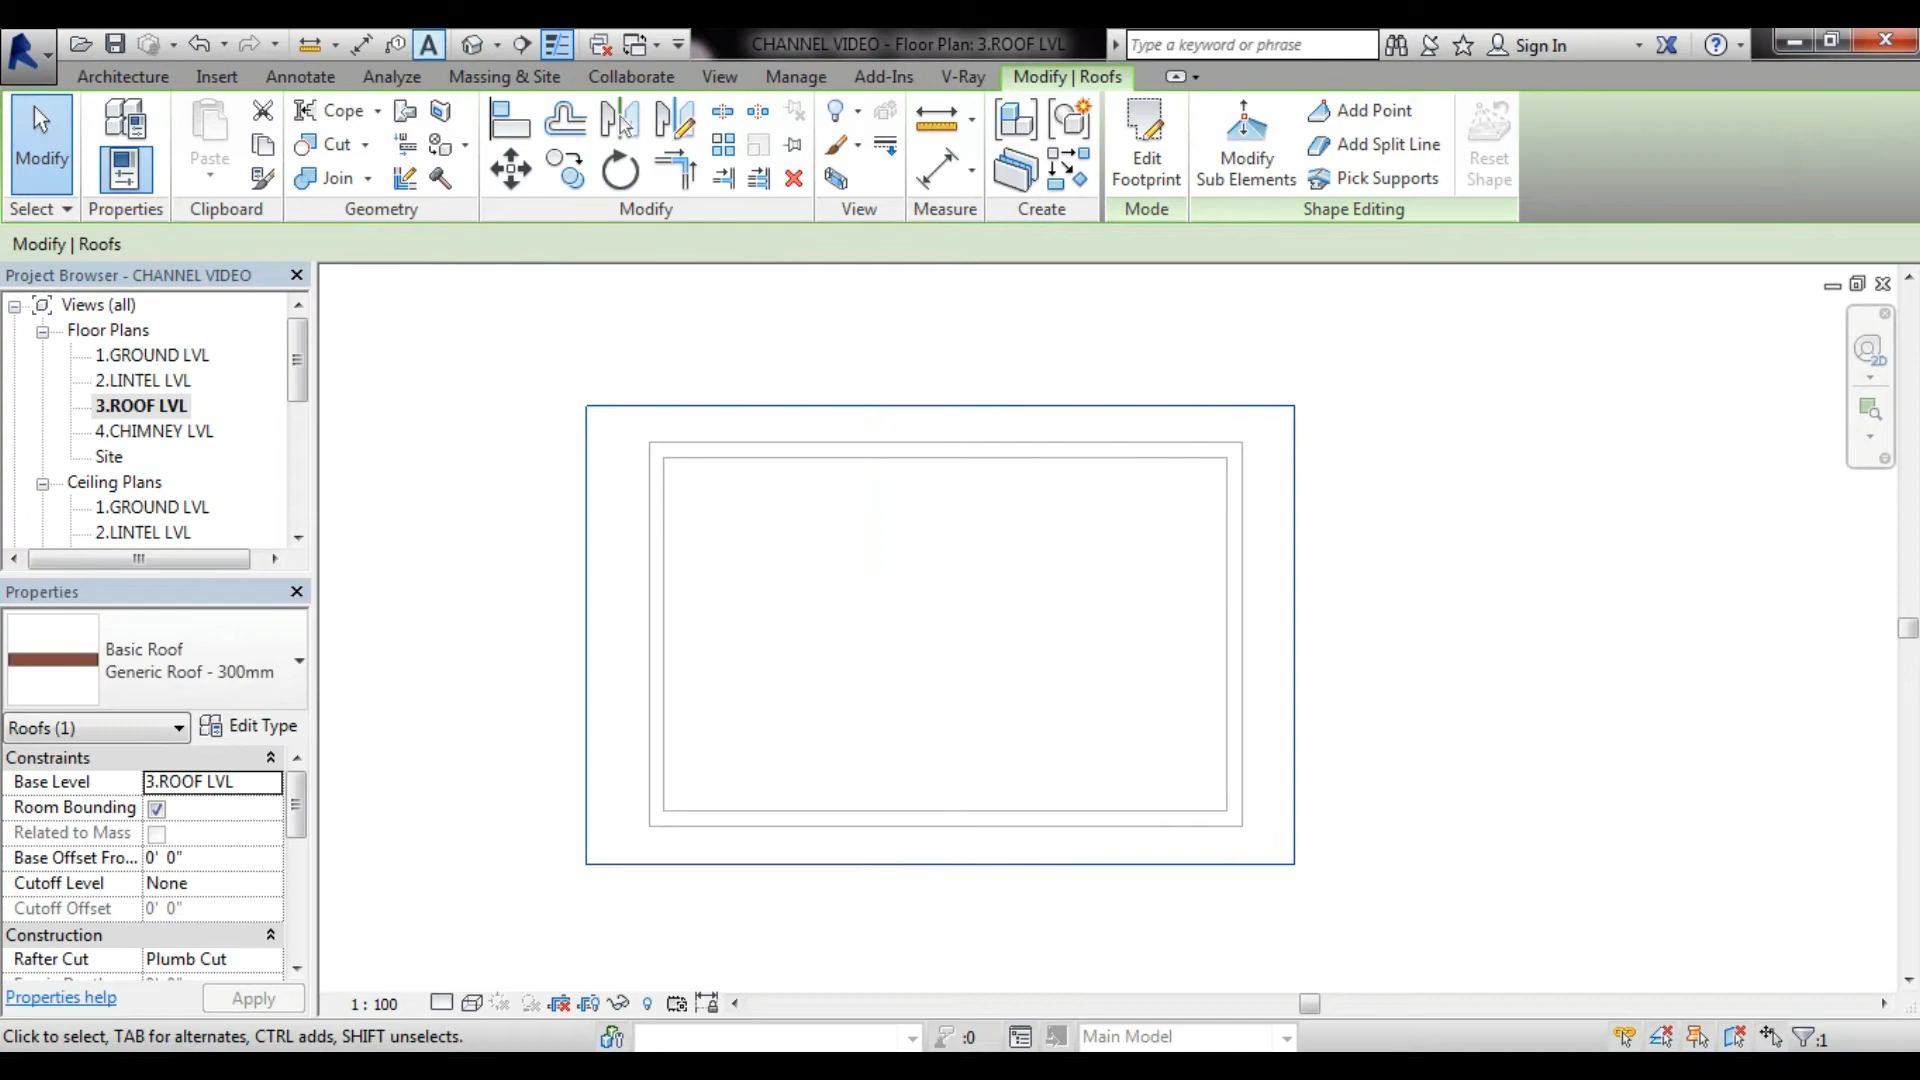 CHANNEL VIDEO - Floor Plan: 3.ROOF LVL
Type a keyword or phrase
Sign In
Architecture Insert Annotate Analyze Massing & Site Collaborate View Manage Add-Ins V-Ray Modify | Roofs
Modify
Select
Properties
Paste
Clipboard
Cope
Cut
Join
Geometry
Modify
View
Measure
Create
Edit
Footprint
Mode
Modify
Sub Elements
Add Point
Add Split Line
Pick Supports
Reset
Shape
Shape Editing
Modify | Roofs
Project Browser - CHANNEL VIDEO
Views (all)
Floor Plans
1.GROUND LVL
2.LINTEL LVL
3.ROOF LVL
4.CHIMNEY LVL
Site
Ceiling Plans
1.GROUND LVL
2.LINTEL LVL
2D
Properties
Basic Roof
Generic Roof - 300mm
Roofs (1)
Edit Type
Constraints
Base Level 3.ROOF LVL
Room Bounding
Related to Mass
Base Offset Fro... 0' 0"
Cutoff Level None
Cutoff Offset 0' 0"
Construction
Rafter Cut Plumb Cut
Properties help
Apply
1 : 100
Click to select, TAB for alternates, CTRL adds, SHIFT unselects.
:0
Main Model
:1